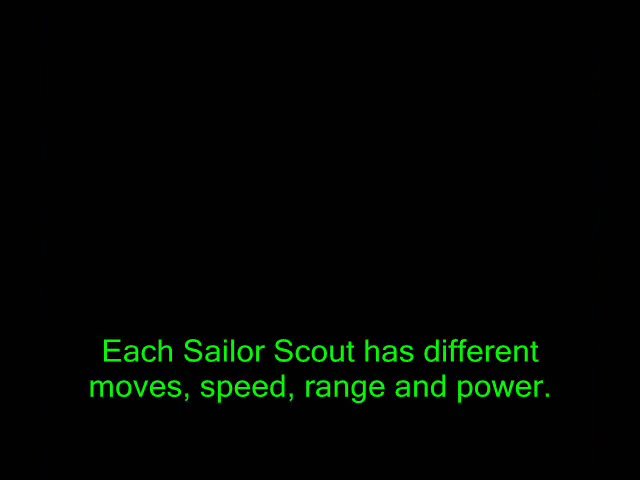 Each Sailor Scout has different
moves, speed, range and power.